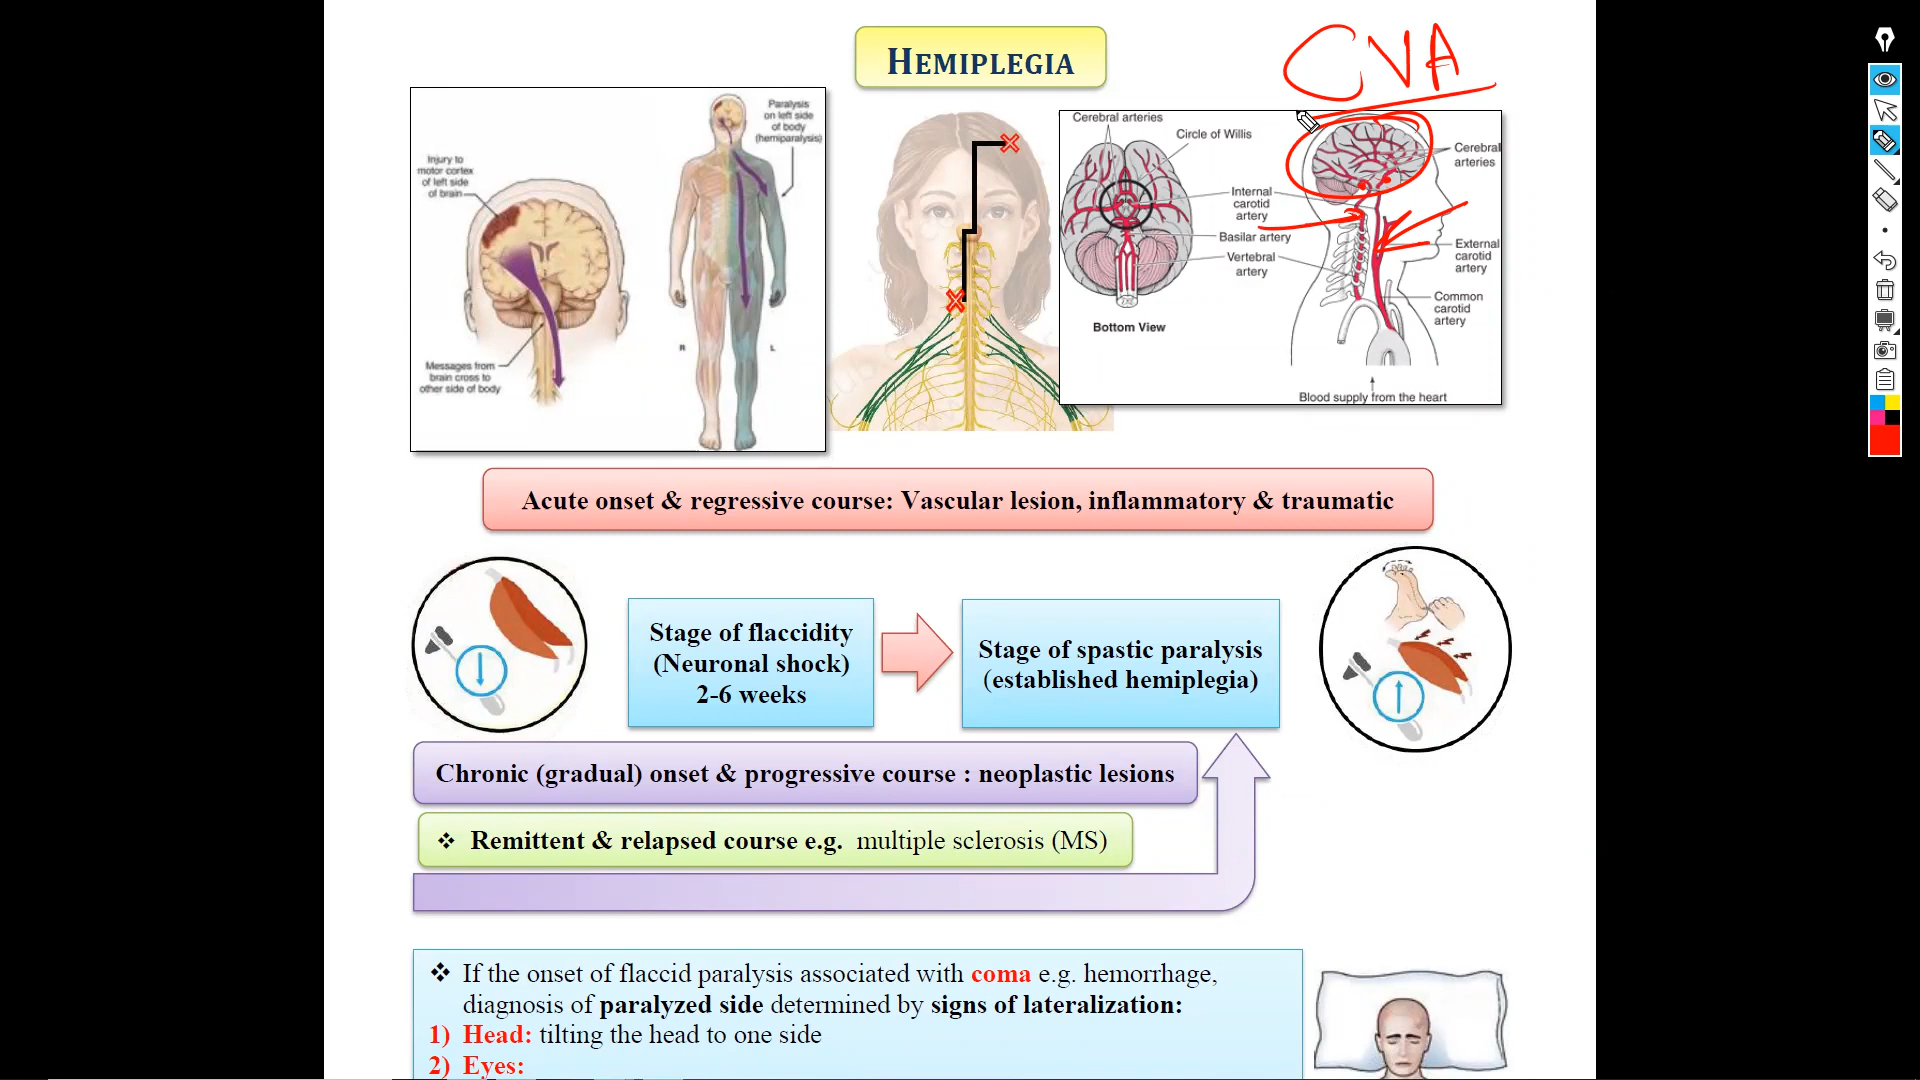 HEMIPLEGIA
CVA
Injury to
motor cortex
of left side
of brain
Messages from
brain cross to
other side of body
Paralysis
on left side
of body
(hemiparalysis)
R
L
Cerebral arteries
Circle of Willis
Internal
carotid
artery
Basilar artery
Vertebral
artery
Bottom View
Cerebral
arteries
External
carotid
artery
Common
carotid
artery
Blood supply from the heart
Acute onset & regressive course: Vascular lesion, inflammatory & traumatic
Stage of flaccidity
(Neuronal shock)
2-6 weeks
Stage of spastic paralysis
(established hemiplegia)
Chronic (gradual) onset & progressive course : neoplastic lesions
❖ Remittent & relapsed course e.g. multiple sclerosis (MS)
❖ If the onset of flaccid paralysis associated with coma e.g. hemorrhage,
diagnosis of paralyzed side determined by signs of lateralization:
1) Head: tilting the head to one side
2) Eyes: